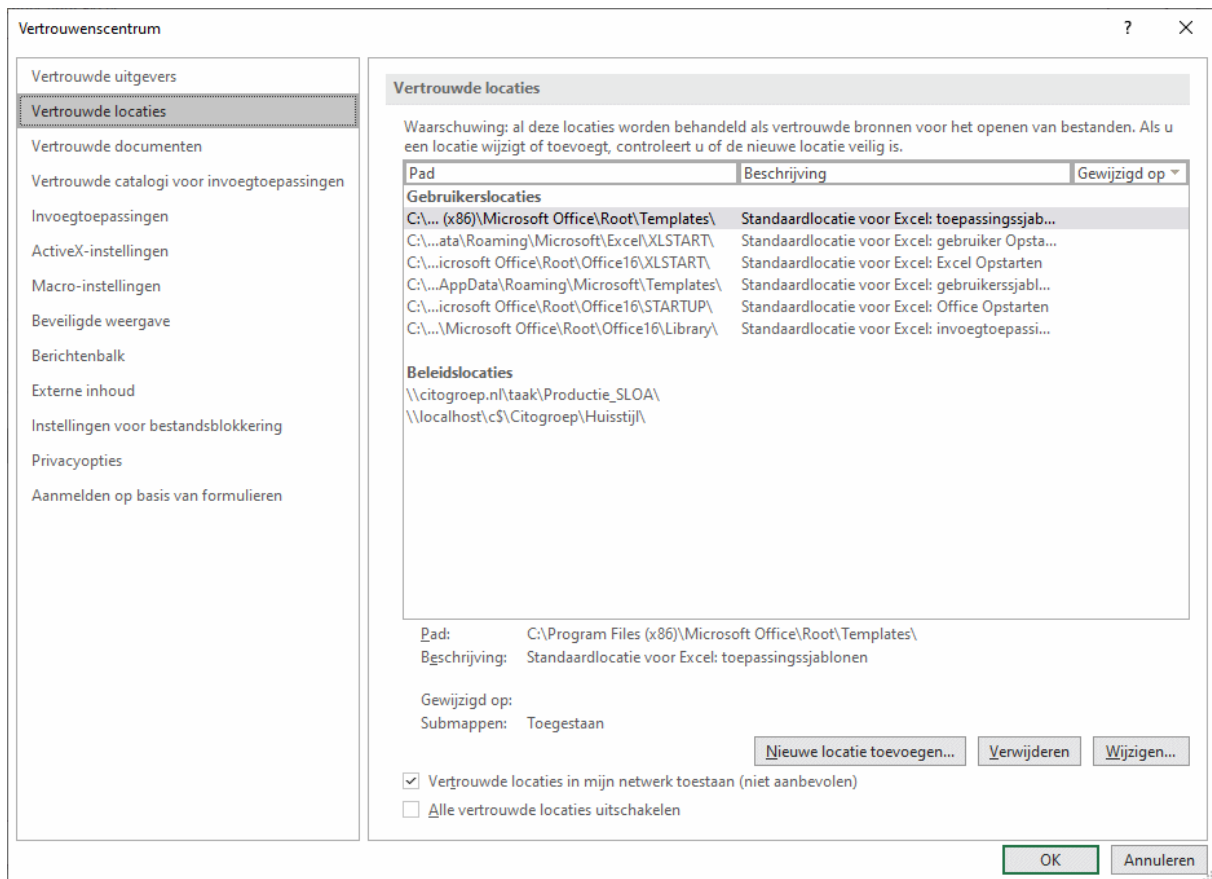 Vertrouwenscentrum
?
Vertrouwde uitgevers
Vertrouwde locaties
Vertrouwde documenten
Vertrouwde catalogi voor invoegtoepassingen
Invoegtoepassingen
ActiveX-instellingen
Macro-instellingen
Beveiligde weergave
Berichtenbalk
Externe inhoud
Instellingen voor bestandsblokkering
Privacyopties
Aanmelden op basis van formulieren
Vertrouwde locaties
Waarschuwing: al deze locaties worden behandeld als vertrouwde bronnen voor het openen van bestanden. Als u
een locatie wijzigt of toevoegt, controleert u of de nieuwe locatie veilig is.
Pad Beschrijving Gewijzigd op
Gebruikerslocaties
C:\... (x86)\Microsoft Office\Root\Templates\ Standaardlocatie voor Excel: toepassingssjab...
C:\...ata\Roaming\Microsoft\Excel\XLSTART\ Standaardlocatie voor Excel: gebruiker Opsta...
C:\...icrosoft Office\Root\Office16\XLSTART\ Standaardlocatie voor Excel: Excel Opstarten
C:\...AppData\Roaming\Microsoft\Templates\ Standaardlocatie voor Excel: gebruikerssjabl...
C:\...icrosoft Office\Root\Office16\STARTUP\ Standaardlocatie voor Excel: Office Opstarten
C:\...\Microsoft Office\Root\Office16\Library\ Standaardlocatie voor Excel: invoegtoepassi...
Beleidslocaties
\\citogroep.nl\taak\Productie_SLOA\
\\localhost\c$\Citogroep\Huisstijl\
Pad: C:\Program Files (x86)\Microsoft Office\Root\Templates\
Beschrijving: Standaardlocatie voor Excel: toepassingssjablonen
Gewijzigd op:
Submappen: Toegestaan
Nieuwe locatie toevoegen... Verwijderen Wijzigen...
Vertrouwde locaties in mijn netwerk toestaan (niet aanbevolen)
Alle vertrouwde locaties uitschakelen
OK Annuleren